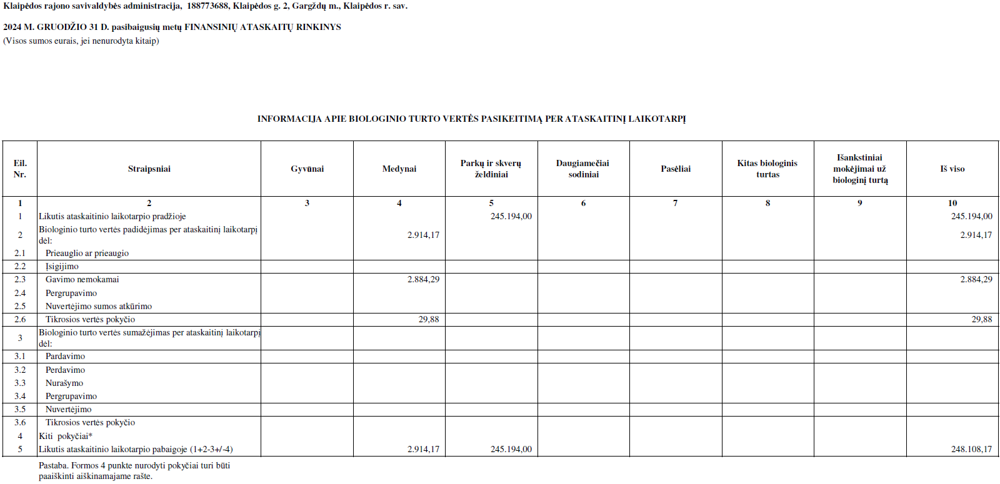 Klaipėdos rajono savivaldybės administracija,  188773688, Klaipėdos g. 2, Gargždų m., Klaipėdos r. sav.
2024 M. GRUODŽIO 31 D. pasibaigusių metų FINANSINIŲ ATASKAITŲ RINKINYS
(Visos sumos eurais, jei nenurodyta kitaip)
INFORMACIJA APIE BIOLOGINIO TURTO VERTĖS PASIKEITIMĄ PER ATASKAITINĮ LAIKOTARPĮ
Eil. Nr. Straipsniai Gyvūnai Medynai Parkų ir skverų želdiniai Daugiamečiai sodiniai Pasėliai Kitas biologinis turtas Išankstiniai mokėjimai už biologinį turtą Iš viso
1 2 3 4 5 6 7 8 9 10
1 Likutis ataskaitinio laikotarpio pradžioje 245.194,00 245.194,00
2 Biologinio turto vertės padidėjimas per ataskaitinį laikotarpį dėl: 2.914,17 2.914,17
2.1 Prieauglio ar prieaugio
2.2 Įsigijimo
2.3 Gavimo nemokamai 2.884,29 2.884,29
2.4 Pergrupavimo
2.5 Nuvertėjimo sumos atkūrimo
2.6 Tikrosios vertės pokyčio 29,88 29,88
3 Biologinio turto vertės sumažėjimas per ataskaitinį laikotarpį dėl:
3.1 Pardavimo
3.2 Perdavimo
3.3 Nurašymo
3.4 Pergrupavimo
3.5 Nuvertėjimo
3.6 Tikrosios vertės pokyčio
4 Kiti  pokyčiai*
5 Likutis ataskaitinio laikotarpio pabaigoje (1+2-3+/-4) 2.914,17 245.194,00 248.108,17
Pastaba. Formos 4 punkte nurodyti pokyčiai turi būti
paaiškinti aiškinamajame rašte.